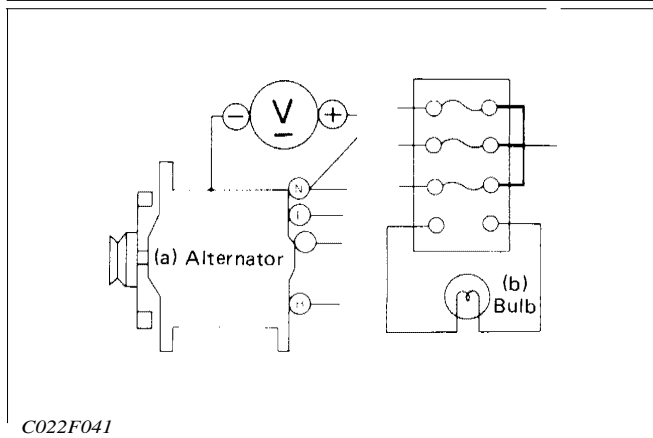 − V +
N
(a) Alternator
(b)
Bulb
C022F041